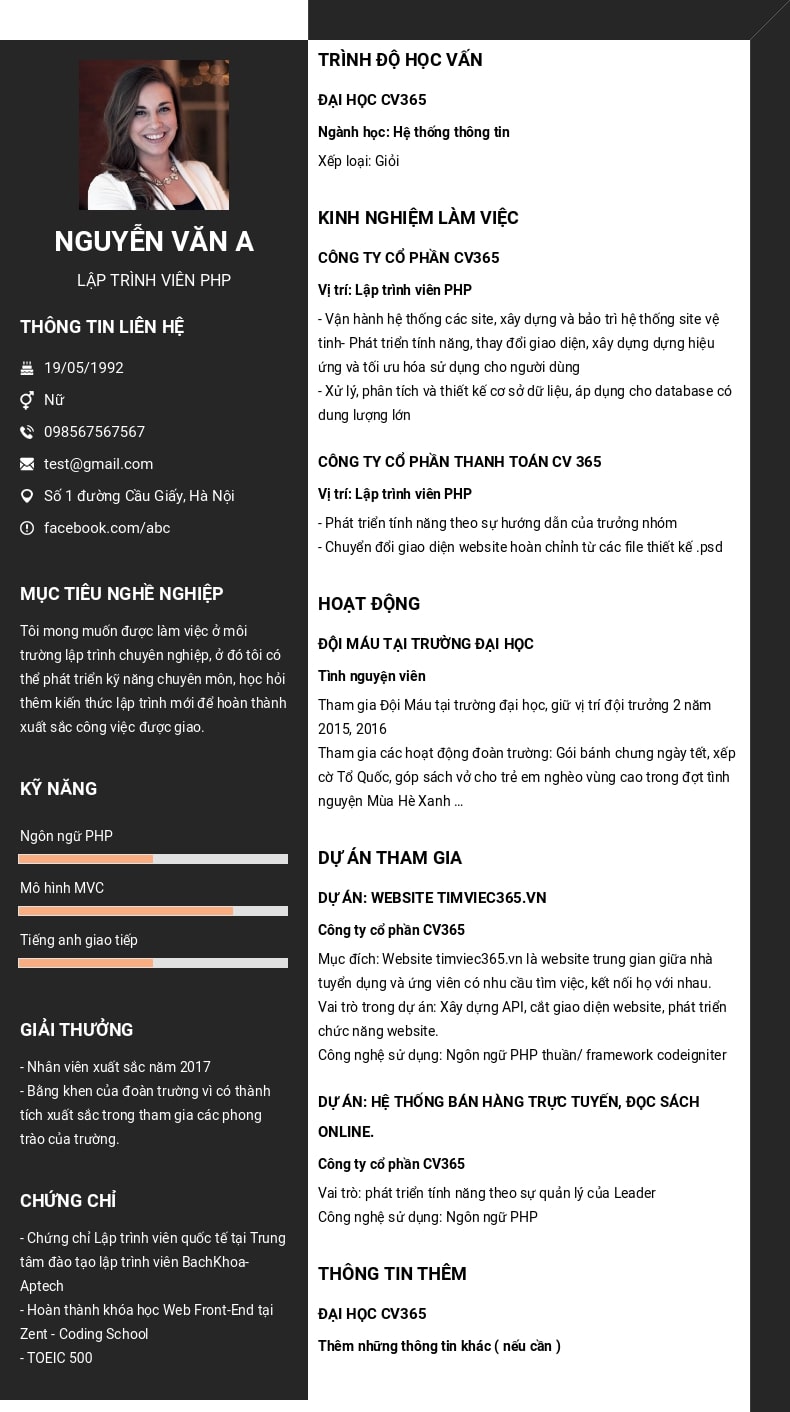 NGUYỄN VĂN A
LẬP TRÌNH VIÊN PHP
THÔNG TIN LIÊN HỆ
19/05/1992
Nữ
098567567567
test@gmail.com
Số 1 đường Cầu Giấy, Hà Nội
facebook.com/abc
MỤC TIÊU NGHỀ NGHIỆP
Tôi mong muốn được làm việc ở môi
trường lập trình chuyên nghiệp, ở đó tôi có
thể phát triển kỹ năng chuyên môn, học hỏi
thêm kiến thức lập trình mới để hoàn thành
xuất sắc công việc được giao.
KỸ NĂNG
Ngôn ngữ PHP
Mô hình MVC
Tiếng anh giao tiếp
GIẢI THƯỞNG
- Nhân viên xuất sắc năm 2017
- Bằng khen của đoàn trường vì có thành
tích xuất sắc trong tham gia các phong
trào của trường.
CHỨNG CHỈ
- Chứng chỉ Lập trình viên quốc tế tại Trung
tâm đào tạo lập trình viên BachKhoa-
Aptech
- Hoàn thành khóa học Web Front-End tại
Zent - Coding School
- TOEIC 500
TRÌNH ĐỘ HỌC VẤN
ĐẠI HỌC CV365
Ngành học: Hệ thống thông tin
Xếp loại: Giỏi
KINH NGHIỆM LÀM VIỆC
CÔNG TY CỔ PHẦN CV365
Vị trí: Lập trình viên PHP
- Vận hành hệ thống các site, xây dựng và bảo trì hệ thống site vệ
tinh- Phát triển tính năng, thay đổi giao diện, xây dựng dựng hiệu
ứng và tối ưu hóa sử dụng cho người dùng
- Xử lý, phân tích và thiết kế cơ sở dữ liệu, áp dụng cho database có
dung lượng lớn
CÔNG TY CỔ PHẦN THANH TOÁN CV 365
Vị trí: Lập trình viên PHP
- Phát triển tính năng theo sự hướng dẫn của trưởng nhóm
- Chuyển đổi giao diện website hoàn chỉnh từ các file thiết kế .psd
HOẠT ĐỘNG
ĐỘI MÁU TẠI TRƯỜNG ĐẠI HỌC
Tình nguyện viên
Tham gia Đội Máu tại trường đại học, giữ vị trí đội trưởng 2 năm
2015, 2016
Tham gia các hoạt động đoàn trường: Gói bánh chưng ngày tết, xếp
cờ Tổ Quốc, góp sách vở cho trẻ em nghèo vùng cao trong đợt tình
nguyện Mùa Hè Xanh ...
DỰ ÁN THAM GIA
DỰ ÁN: WEBSITE TIMVIEC365.VN
Công ty cổ phần CV365
Mục đích: Website timviec365.vn là website trung gian giữa nhà
tuyển dụng và ứng viên có nhu cầu tìm việc, kết nối họ với nhau.
Vai trò trong dự án: Xây dựng API, cắt giao diện website, phát triển
chức năng website.
Công nghệ sử dụng: Ngôn ngữ PHP thuần/ framework codeigniter
DỰ ÁN: HỆ THỐNG BÁN HÀNG TRỰC TUYẾN, ĐỌC SÁCH
ONLINE.
Công ty cổ phần CV365
Vai trò: phát triển tính năng theo sự quản lý của Leader
Công nghệ sử dụng: Ngôn ngữ PHP
THÔNG TIN THÊM
ĐẠI HỌC CV365
Thêm những thông tin khác ( nếu cần )